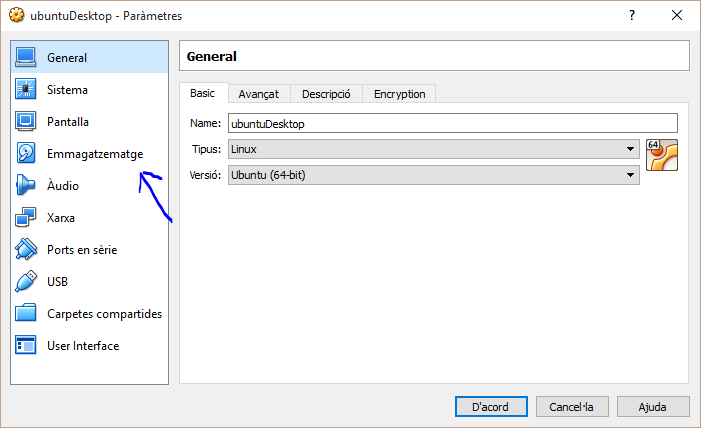 ubuntuDesktop - Paràmetres
?
General
Sistema
Pantalla
Emmagatzematge
Àudio
Xarxa
Ports en sèrie
USB
Carpetes compartides
User Interface
General
Basic Avançat Descripció Encryption
Name: ubuntuDesktop
Tipus: Linux
64
Versió: Ubuntu (64-bit)
D'acord Cancel·la Ajuda